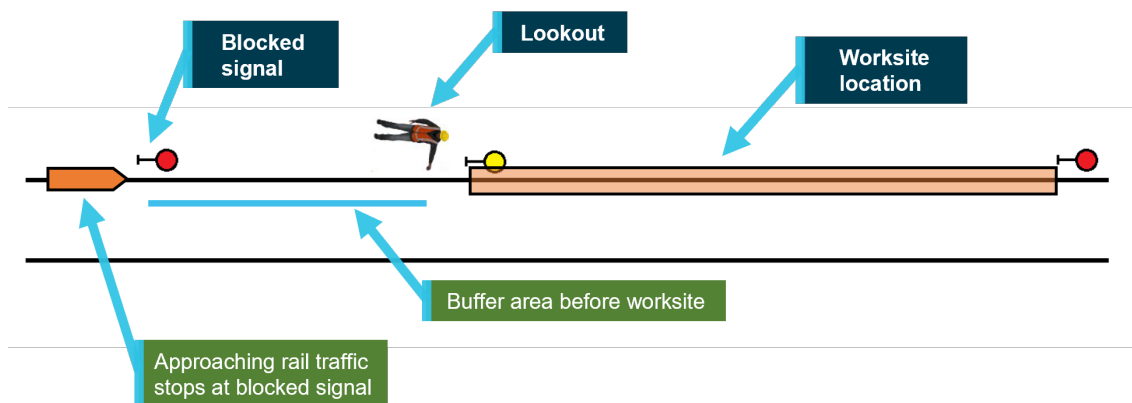 Blocked
signal
Lookout
Worksite
location
Buffer area before worksite
Approaching rail traffic
stops at blocked signal